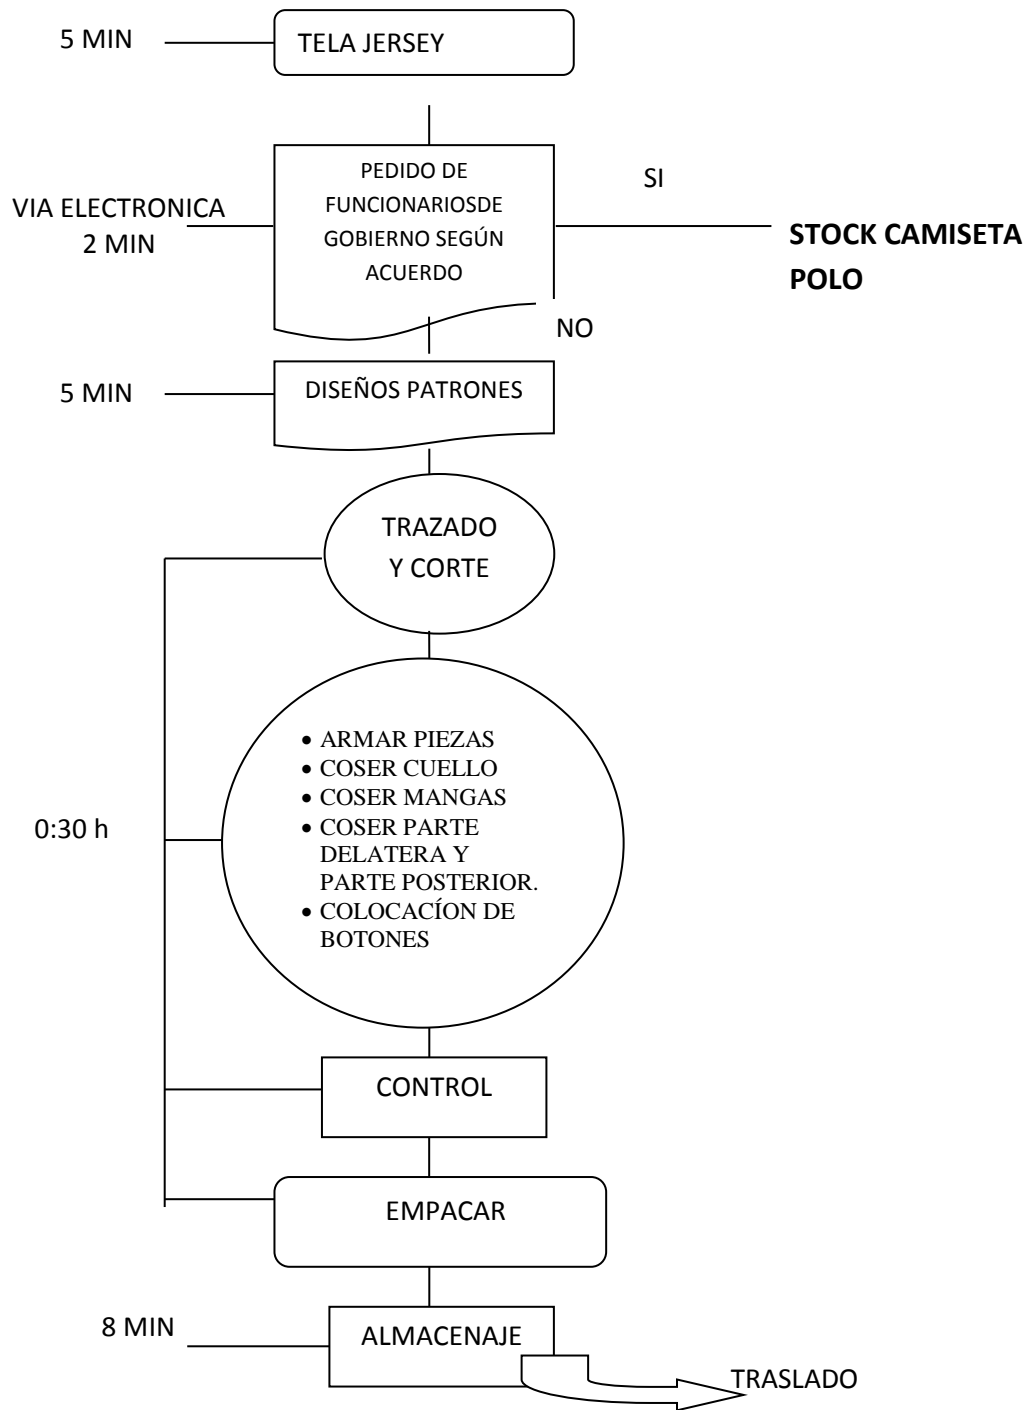 5 MIN
TELA JERSEY
PEDIDO DE
FUNCIONARIOSDE
GOBIERNO SEGÚN
ACUERDO
VIA ELECTRONICA
2 MIN
SI
STOCK CAMISETA
POLO
NO
5 MIN
DISEÑOS PATRONES
TRAZADO
Y CORTE
0:30 h
• ARMAR PIEZAS
• COSER CUELLO
• COSER MANGAS
• COSER PARTE
DELATERA Y
PARTE POSTERIOR.
• COLOCACÍON DE
BOTONES
CONTROL
EMPACAR
8 MIN
ALMACENAJE
TRASLADO